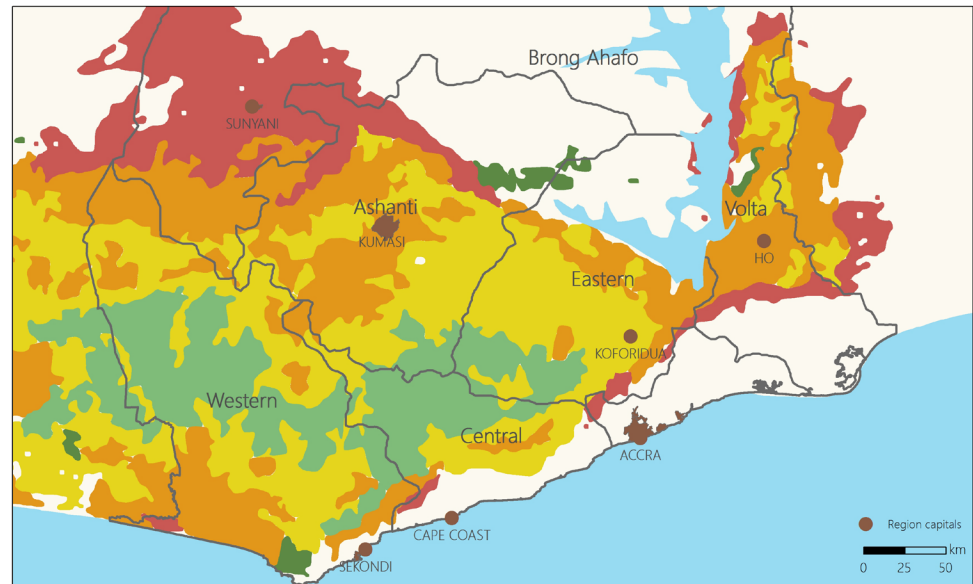 Brong Ahafo
SUNYANI
Ashanti
KUMASI
Volta
HO
Eastern
KOFORIDUA
Western
Central
ACCRA
CAPE COAST
SEKONDI
Region capitals
km
0 25 50